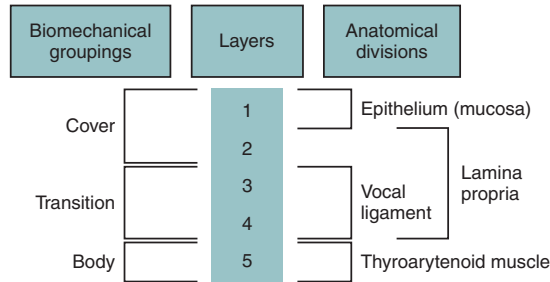 Biomechanical
groupings
Layers
Anatomical
divisions
Cover
Transition
Body
1
2
3
4
5
Epithelium (mucosa)
Vocal
ligament
Lamina
propria
Thyroarytenoid muscle